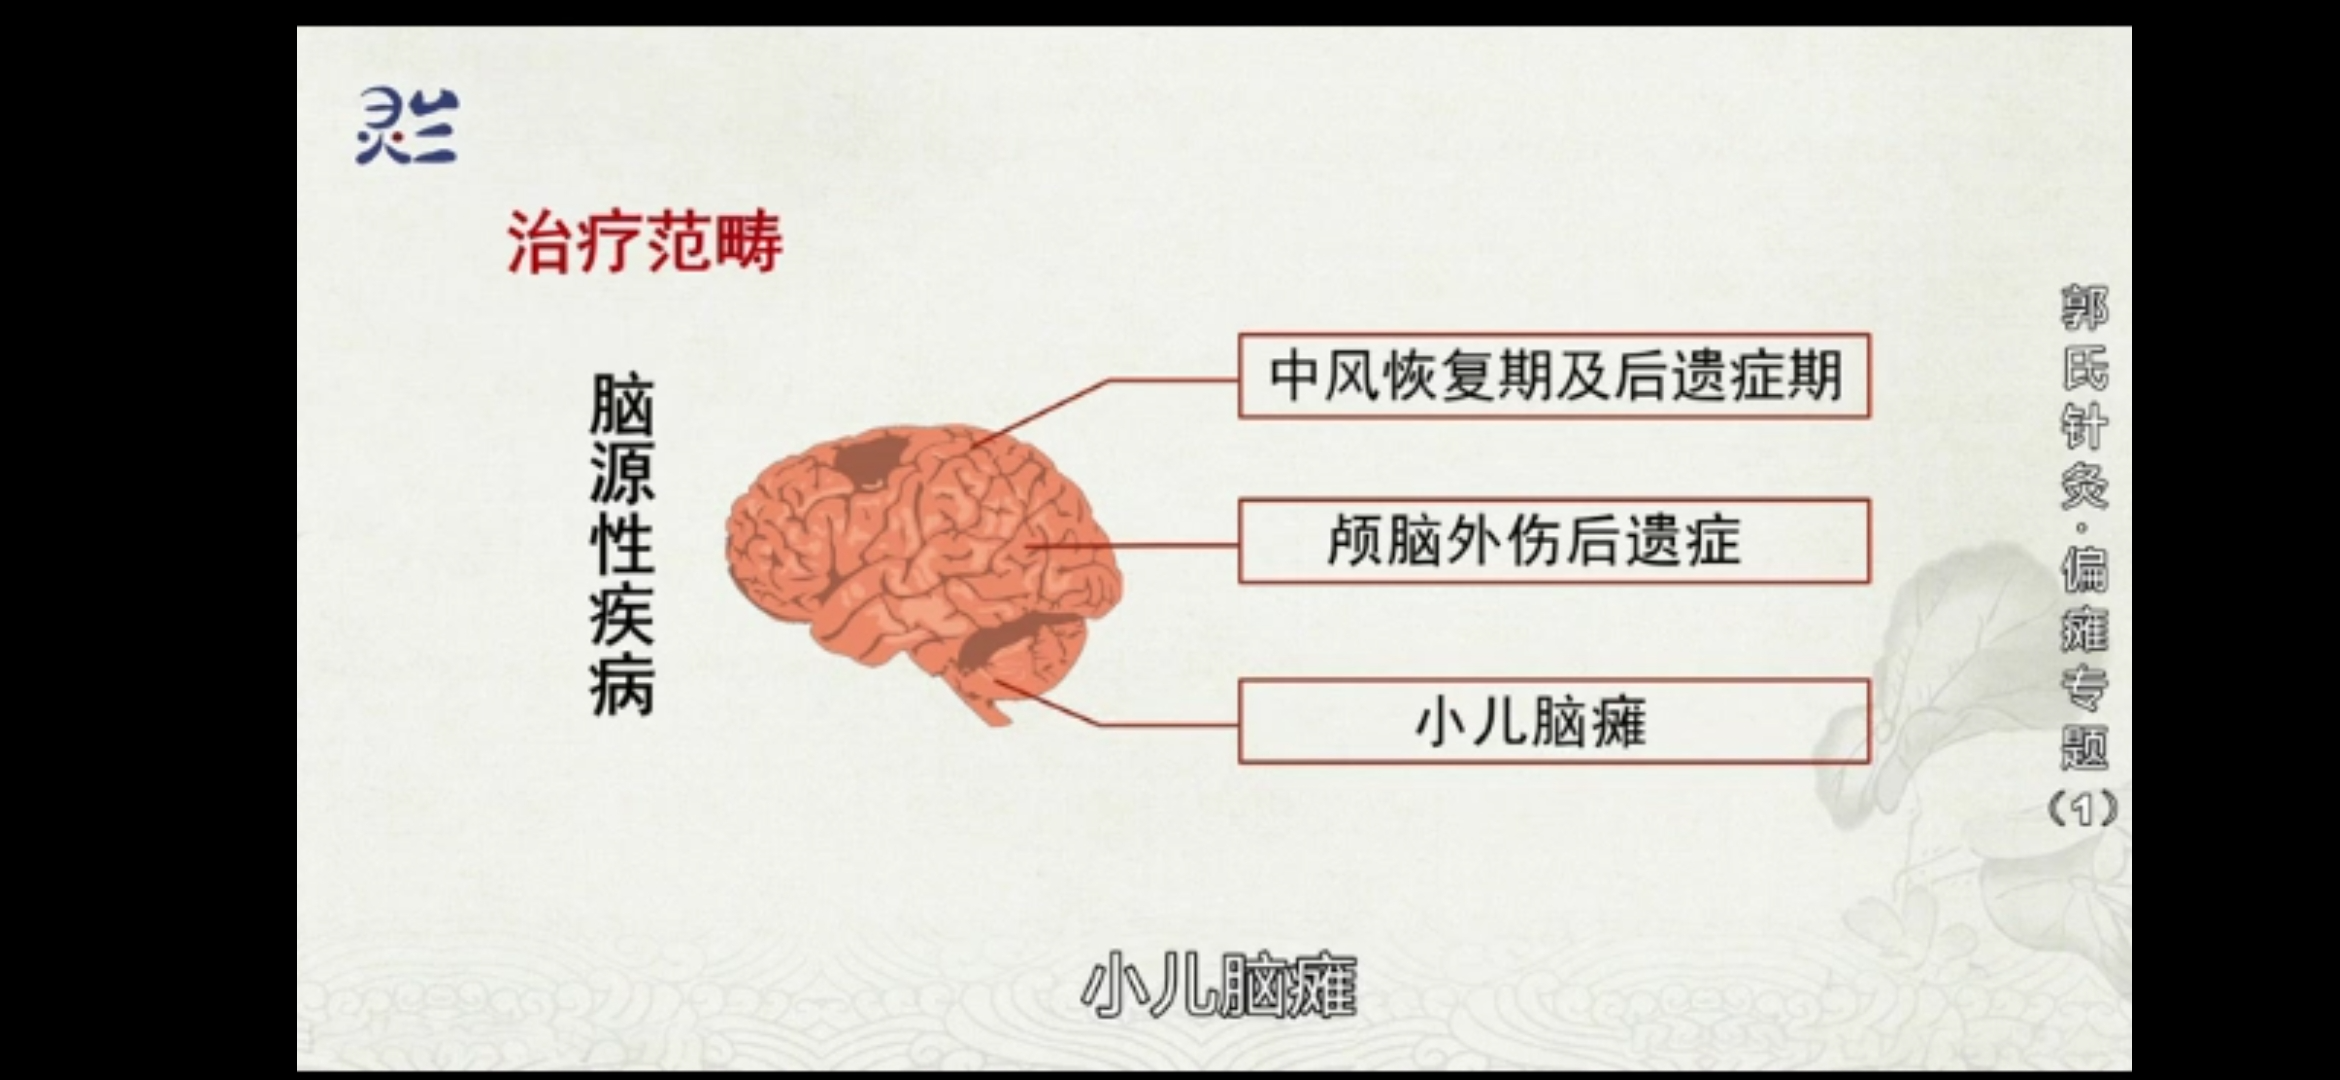 灵兰
治疗范畴
脑源性疾病
中风恢复期及后遗症期
颅脑外伤后遗症
小儿脑瘫
郭氏针灸·偏瘫专题(1)
小儿脑瘫